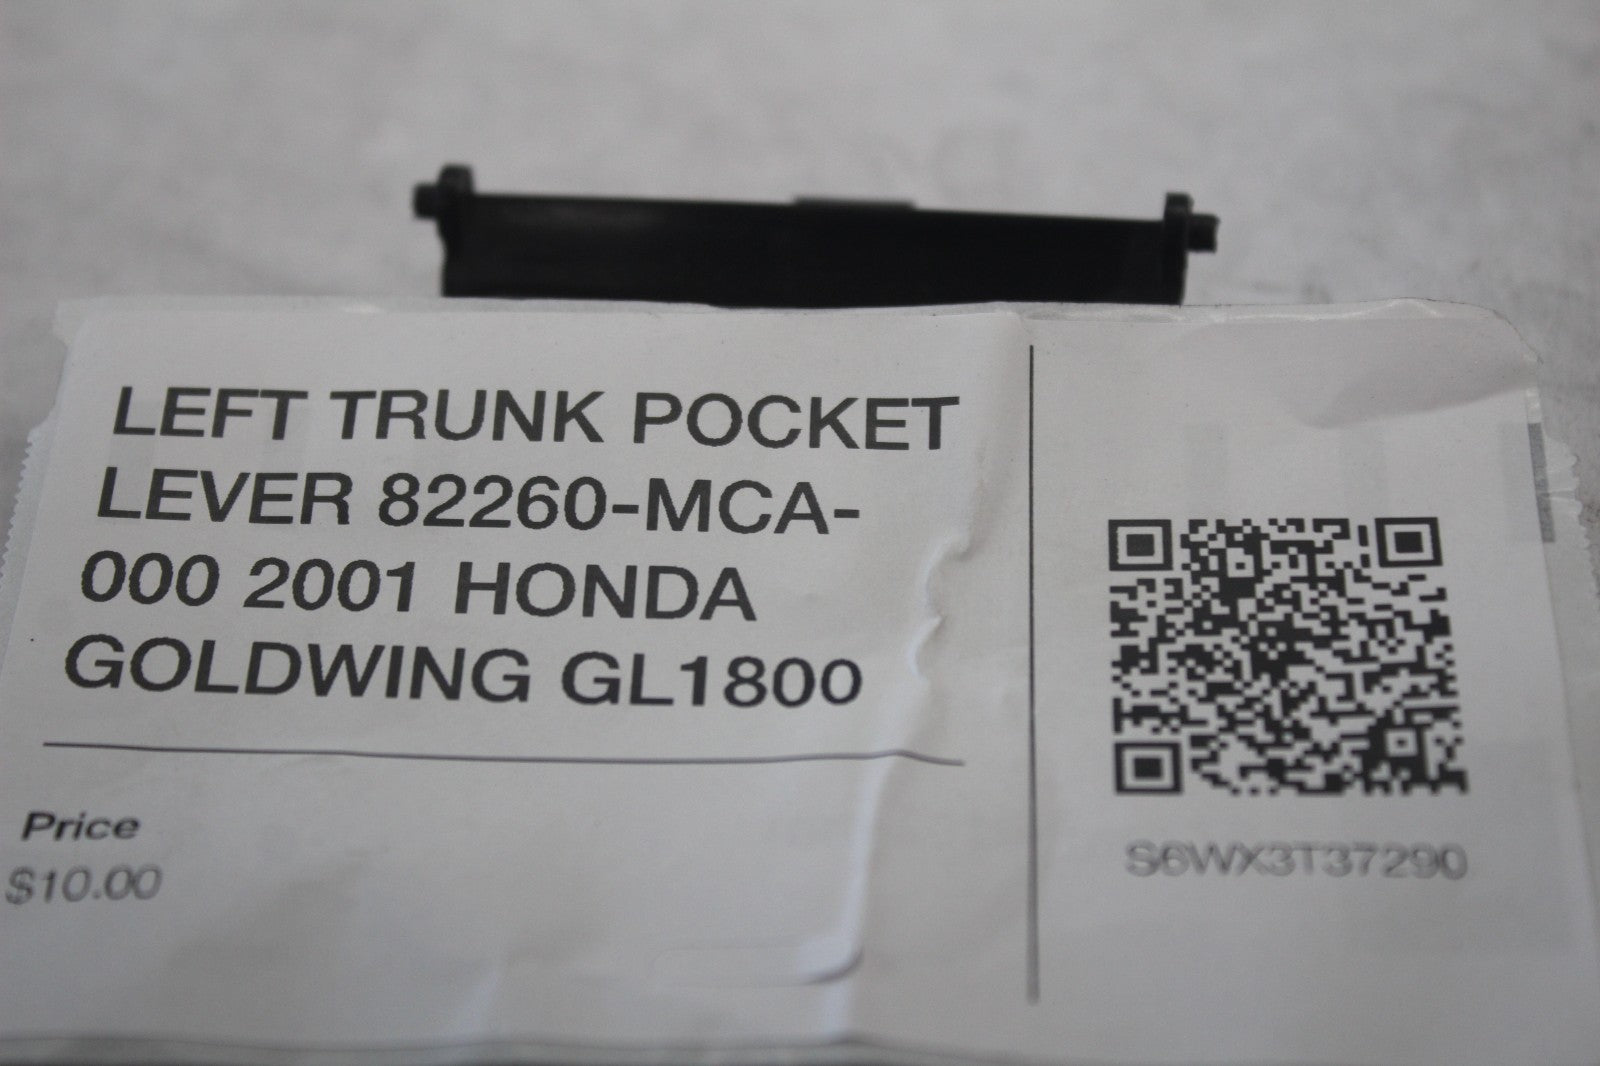 LEFT TRUNK POCKET
LEVER 82260-MCA-
000 2001 HONDA
GOLDWING GL1800
Price
$10.00
S6WX3T37290